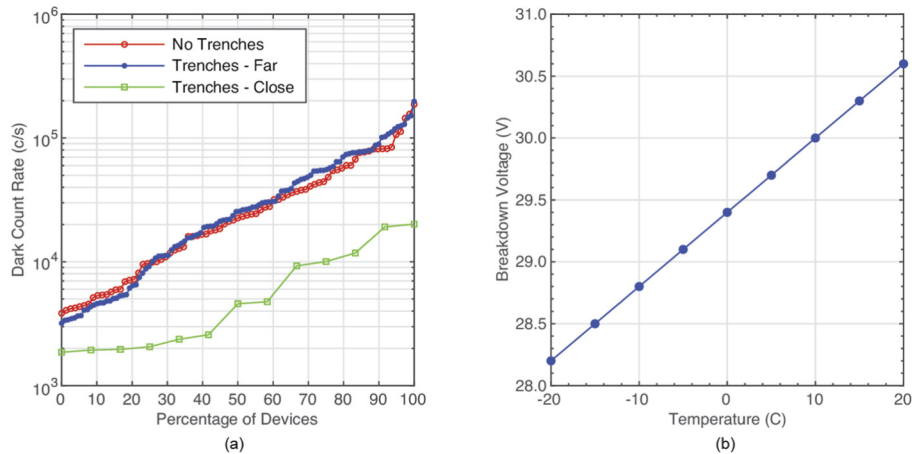 10^6
10^5
10^4
10^3
Dark Count Rate (c/s)
No Trenches
Trenches - Far
Trenches - Close
0 10 20 30 40 50 60 70 80 90 100
Percentage of Devices
(a)
30.5
30.0
29.5
29.0
28.5
28.0
Breakdown Voltage (V)
-20 -10 0 10 20
Temperature (C)
(b)